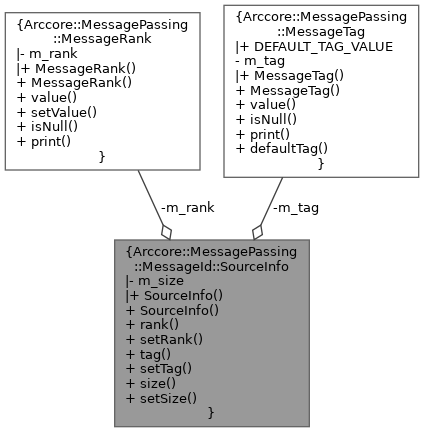 {Arccore::MessagePassing
::MessageRank
|- m_rank
|+ MessageRank()
+ MessageRank()
+ value()
+ setValue()
+ isNull()
+ print()
}
{Arccore::MessagePassing
::MessageTag
|+ DEFAULT_TAG_VALUE
- m_tag
|+ MessageTag()
+ MessageTag()
+ value()
+ isNull()
+ print()
+ defaultTag()
}
-m_rank
-m_tag
{Arccore::MessagePassing
::MessageId::SourceInfo
|- m_size
|+ SourceInfo()
+ SourceInfo()
+ rank()
+ setRank()
+ tag()
+ setTag()
+ size()
+ setSize()
}